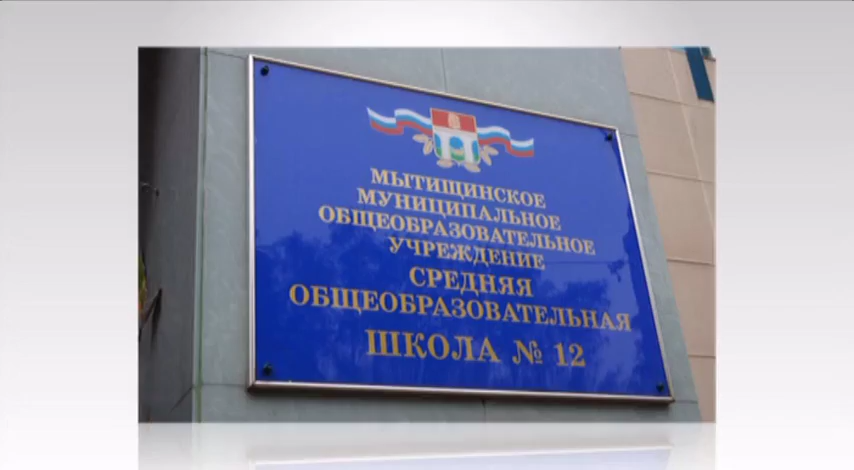 МЫТИЩИНСКОЕ
МУНИЦИПАЛЬНОЕ
ОБЩЕОБРАЗОВАТЕЛЬНОЕ
УЧРЕЖДЕНИЕ
СРЕДНЯЯ
ОБЩЕОБРАЗОВАТЕЛЬНАЯ
ШКОЛА № 12